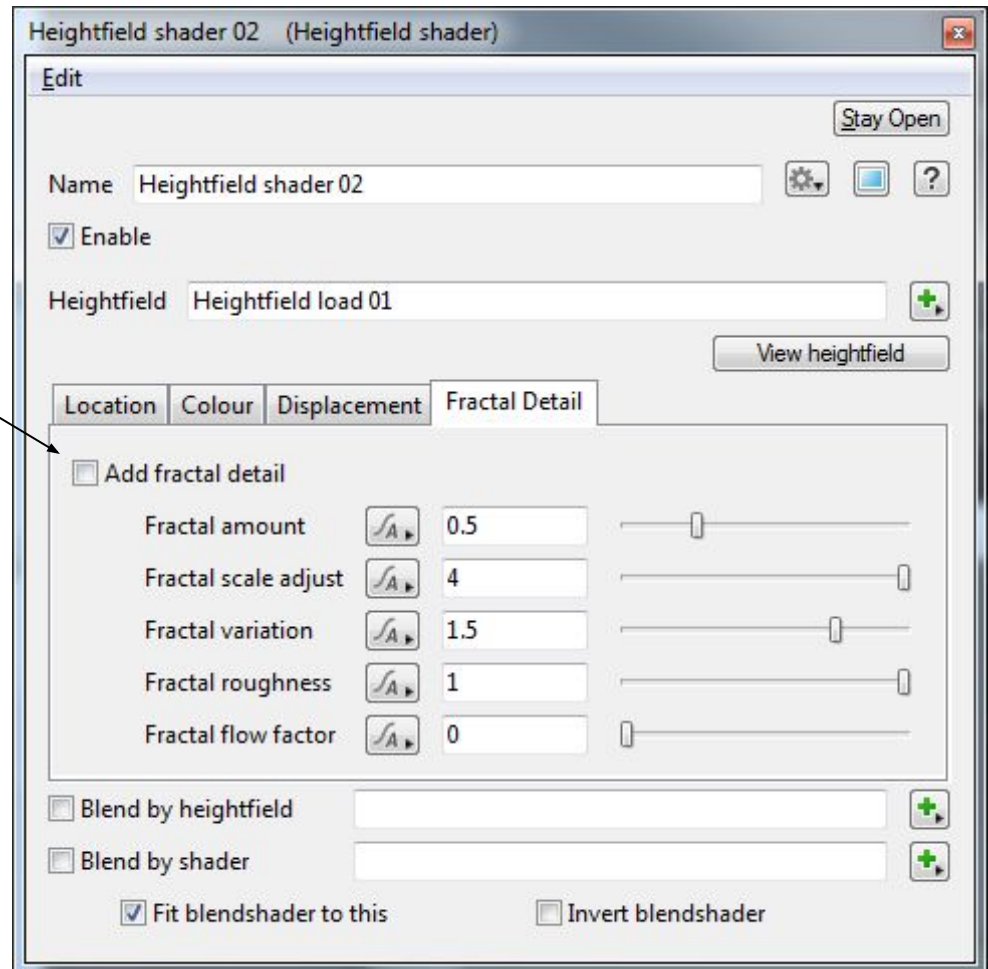 Heightfield shader 02 (Heightfield shader)
Edit
Stay Open
Name Heightfield shader 02
?
Enable
Heightfield Heightfield load 01
View heightfield
Location Colour Displacement Fractal Detail
Add fractal detail
Fractal amount A 0.5
Fractal scale adjust A 4
Fractal variation A 1.5
Fractal roughness A 1
Fractal flow factor A 0
Blend by heightfield
Blend by shader
Fit blendshader to this Invert blendshader